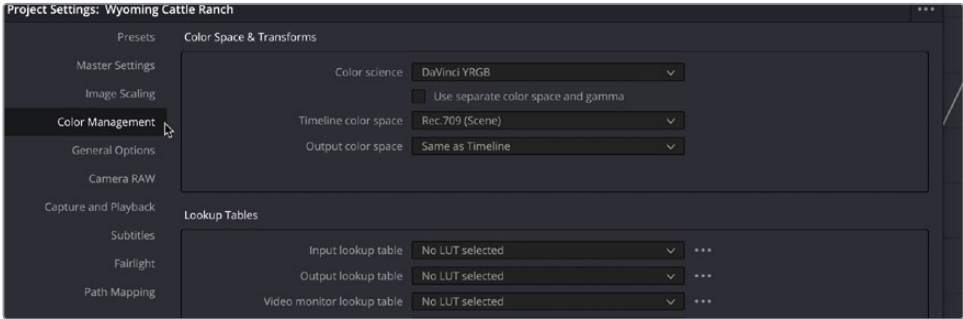 Project Settings: Wyoming Cattle Ranch
Presets
Master Settings
Image Scaling
Color Management
General Options
Camera RAW
Capture and Playback
Subtitles
Fairlight
Path Mapping
Color Space & Transforms
Color science DaVinci YRGB
Use separate color space and gamma
Timeline color space Rec.709 (Scene)
Output color space Same as Timeline
Lookup Tables
Input lookup table No LUT selected
Output lookup table No LUT selected
Video monitor lookup table No LUT selected